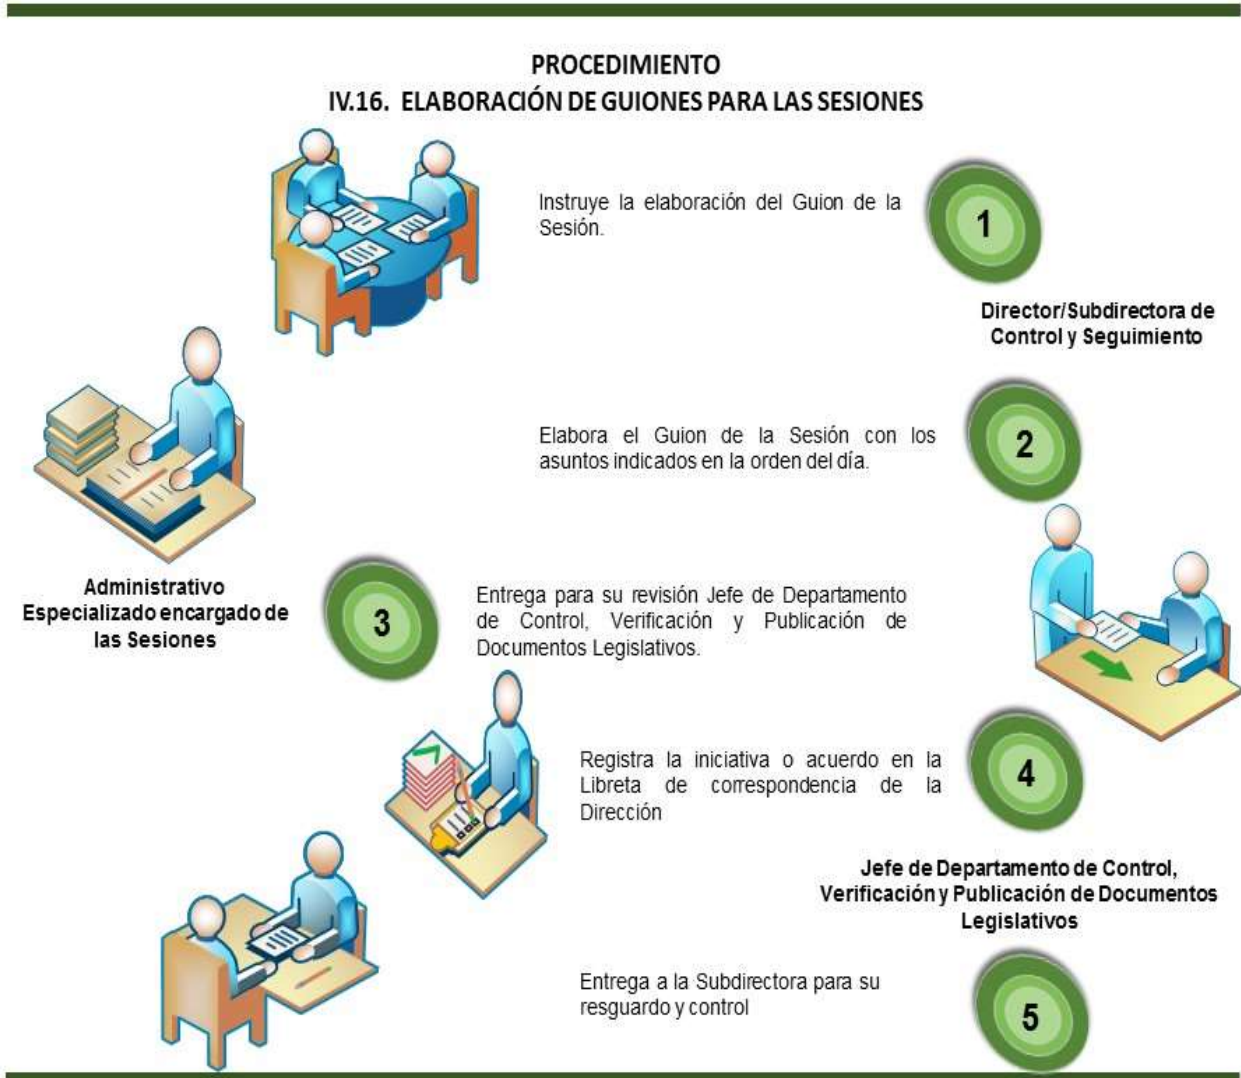 PROCEDIMIENTO
IV.16. ELABORACIÓN DE GUIONES PARA LAS SESIONES
Instruye la elaboración del Guion de la
Sesión.
1
Director/Subdirectora de
Control y Seguimiento
Elabora el Guion de la Sesión con los
asuntos indicados en la orden del día.
2
Administrativo
Especializado encargado de
las Sesiones
3
Entrega para su revisión Jefe de Departamento
de Control, Verificación y Publicación de
Documentos Legislativos.
Registra la iniciativa o acuerdo en la
Libreta de correspondencia de la
Dirección
4
Jefe de Departamento de Control,
Verificación y Publicación de Documentos
Legislativos
Entrega a la Subdirectora para su
resguardo y control
5